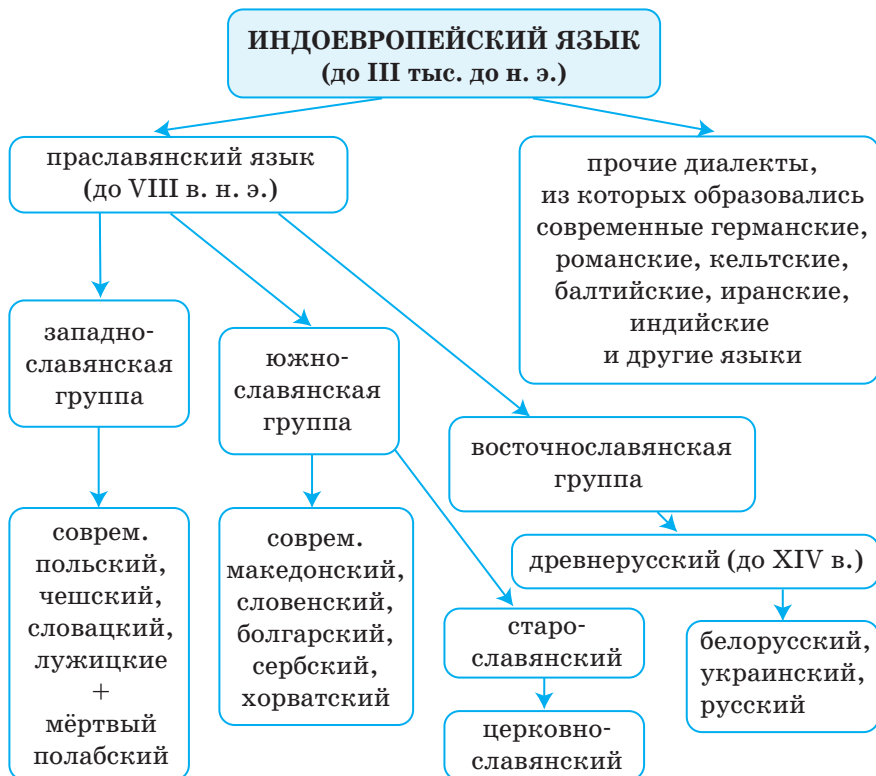 ИНДОЕВРОПЕЙСКИЙ ЯЗЫК
(до III тыс. до н. э.)
праславянский язык
(до VIII в. н. э.)
прочие диалекты,
из которых образовались
современные германские,
романские, кельтские,
балтийские, иранские,
индийские
и другие языки
западно-
славянская
группа
южно-
славянская
группа
восточнославянская
группа
соврем.
польский,
чешский,
словацкий,
лужицкие
+
мёртвый
полабский
соврем.
македонский,
словенский,
болгарский,
сербский,
хорватский
древнерусский (до XIV в.)
старо-
славянский
белорусский,
украинский,
русский
церковно-
славянский